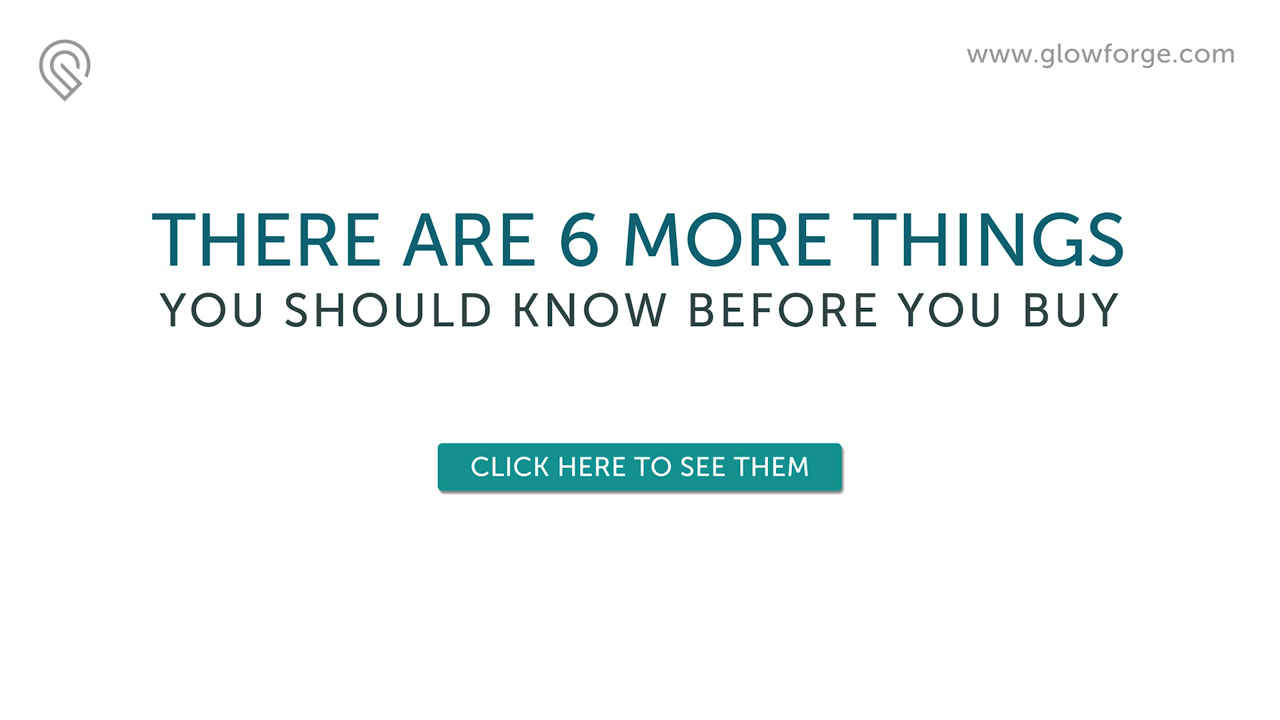 www.glowforge.com
THERE ARE 6 MORE THINGS
YOU SHOULD KNOW BEFORE YOU BUY
CLICK HERE TO SEE THEM